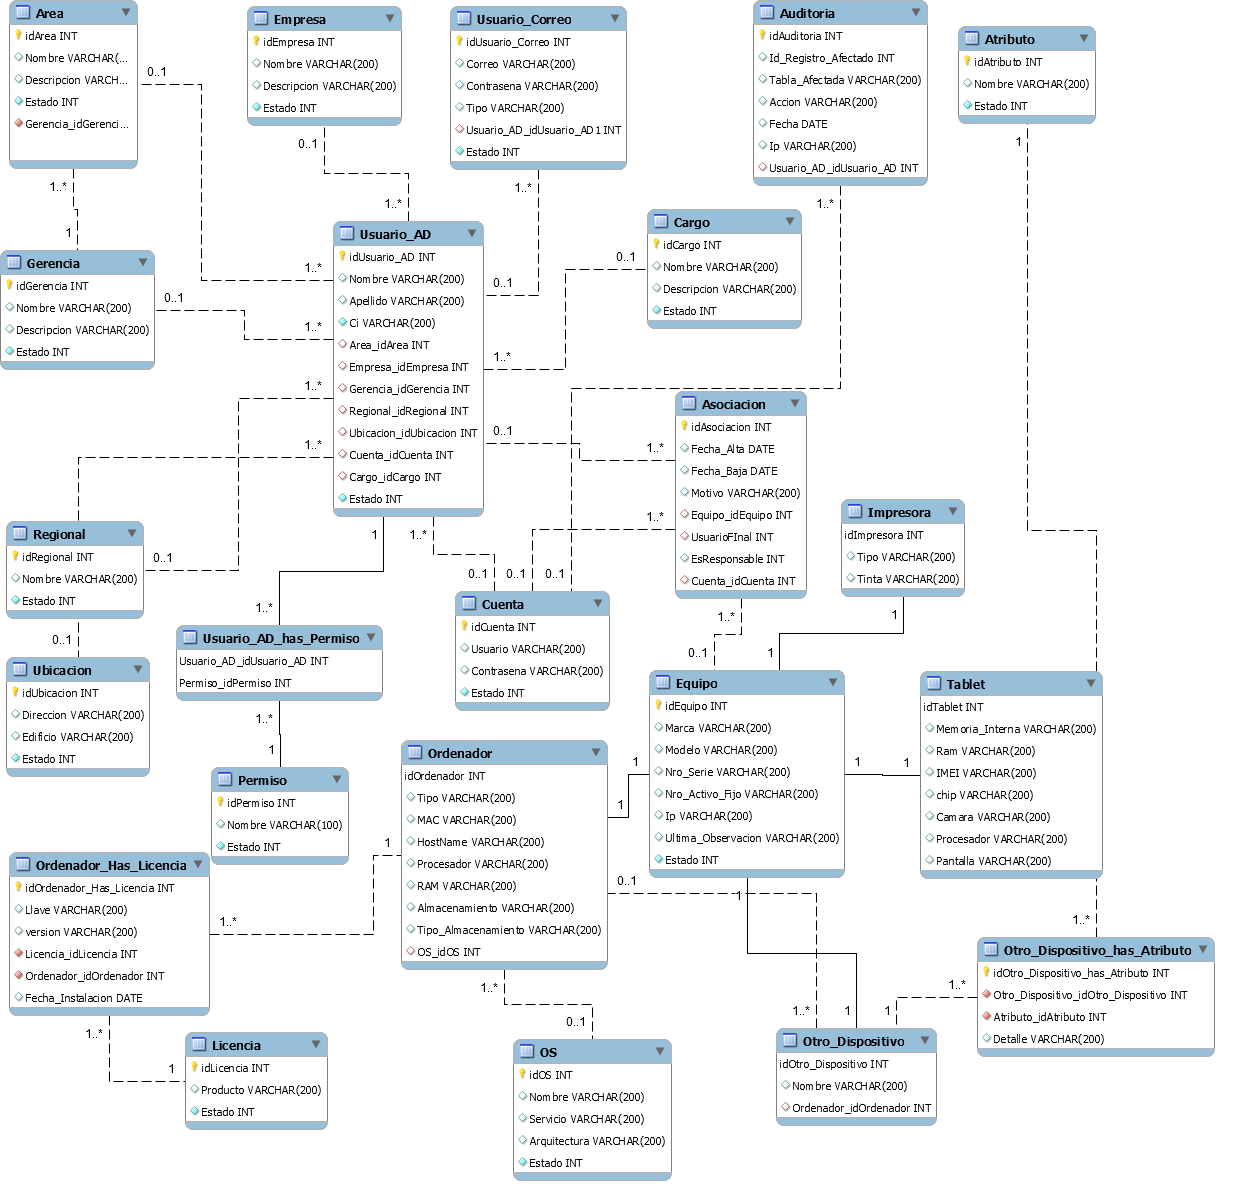 Area
idArea INT
Nombre VARCHAR(...
Descripcion VARCH...
Estado INT
Gerencia_idGerenci...
0..1
1..*
1
Empresa
idEmpresa INT
Nombre VARCHAR(200)
Descripcion VARCHAR(200)
Estado INT
0..1
1..*
Usuario_Correo
idUsuario_Correo INT
Correo VARCHAR(200)
Contrasena VARCHAR(200)
Tipo VARCHAR(200)
Usuario_AD_idUsuario_AD1 INT
Estado INT
1..*
0..1
Auditoria
idAuditoria INT
Id_Registro_Afectado INT
Tabla_Afectada VARCHAR(200)
Accion VARCHAR(200)
Fecha DATE
Ip VARCHAR(200)
Usuario_AD_idUsuario_AD INT
1..*
Atributo
idAtributo INT
Nombre VARCHAR(200)
Estado INT
1
Cargo
idCargo INT
Nombre VARCHAR(200)
Descripcion VARCHAR(200)
Estado INT
0..1
1..*
Gerencia
idGerencia INT
Nombre VARCHAR(200)
Descripcion VARCHAR(200)
Estado INT
0..1
1..*
1..*
1..*
1..*
Usuario_AD
idUsuario_AD INT
Nombre VARCHAR(200)
Apellido VARCHAR(200)
Ci VARCHAR(200)
Area_idArea INT
Empresa_idEmpresa INT
Gerencia_idGerencia INT
Regional_idRegional INT
Ubicacion_idUbicacion INT
Cuenta_idCuenta INT
Cargo_idCargo INT
Estado INT
0..1
1..*
1
1..*
Asociacion
idAsociacion INT
Fecha_Alta DATE
Fecha_Baja DATE
Motivo VARCHAR(200)
Equipo_idEquipo INT
UsuarioFInal INT
EsResponsable INT
Cuenta_idCuenta INT
1..*
1..*
0..1
Impresora
idImpresora INT
Tipo VARCHAR(200)
Tinta VARCHAR(200)
1
1
Regional
idRegional INT
Nombre VARCHAR(200)
Estado INT
0..1
0..1
Ubicacion
idUbicacion INT
Direccion VARCHAR(200)
Edificio VARCHAR(200)
Estado INT
0..1
0..1
0..1
Cuenta
idCuenta INT
Usuario VARCHAR(200)
Contrasena VARCHAR(200)
Estado INT
1..*
Usuario_AD_has_Permiso
Usuario_AD_idUsuario_AD INT
Permiso_idPermiso INT
1..*
1
Permiso
idPermiso INT
Nombre VARCHAR(100)
Estado INT
Equipo
idEquipo INT
Marca VARCHAR(200)
Modelo VARCHAR(200)
Nro_Serie VARCHAR(200)
Nro_Activo_Fijo VARCHAR(200)
Ip VARCHAR(200)
Ultima_Observacion VARCHAR(200)
Estado INT
1
1
1
1
1
Tablet
idTablet INT
Memoria_Interna VARCHAR(200)
Ram VARCHAR(200)
IMEI VARCHAR(200)
chip VARCHAR(200)
Camara VARCHAR(200)
Procesador VARCHAR(200)
Pantalla VARCHAR(200)
1..*
Ordenador
idOrdenador INT
Tipo VARCHAR(200)
MAC VARCHAR(200)
HostName VARCHAR(200)
Procesador VARCHAR(200)
RAM VARCHAR(200)
Almacenamiento VARCHAR(200)
Tipo_Almacenamiento VARCHAR(200)
OS_idOS INT
1
0..1
1..*
0..1
Ordenador_Has_Licencia
idOrdenador_Has_Licencia INT
Llave VARCHAR(200)
version VARCHAR(200)
Licencia_idLicencia INT
Ordenador_idOrdenador INT
Fecha_Instalacion DATE
1..*
1..*
1
Licencia
idLicencia INT
Producto VARCHAR(200)
Estado INT
OS
idOS INT
Nombre VARCHAR(200)
Servicio VARCHAR(200)
Arquitectura VARCHAR(200)
Estado INT
Otro_Dispositivo_has_Atributo
idOtro_Dispositivo_has_Atributo INT
Otro_Dispositivo_idOtro_Dispositivo INT
Atributo_idAtributo INT
Detalle VARCHAR(200)
1..*
1
1..*
1
Otro_Dispositivo
idOtro_Dispositivo INT
Nombre VARCHAR(200)
Ordenador_idOrdenador INT